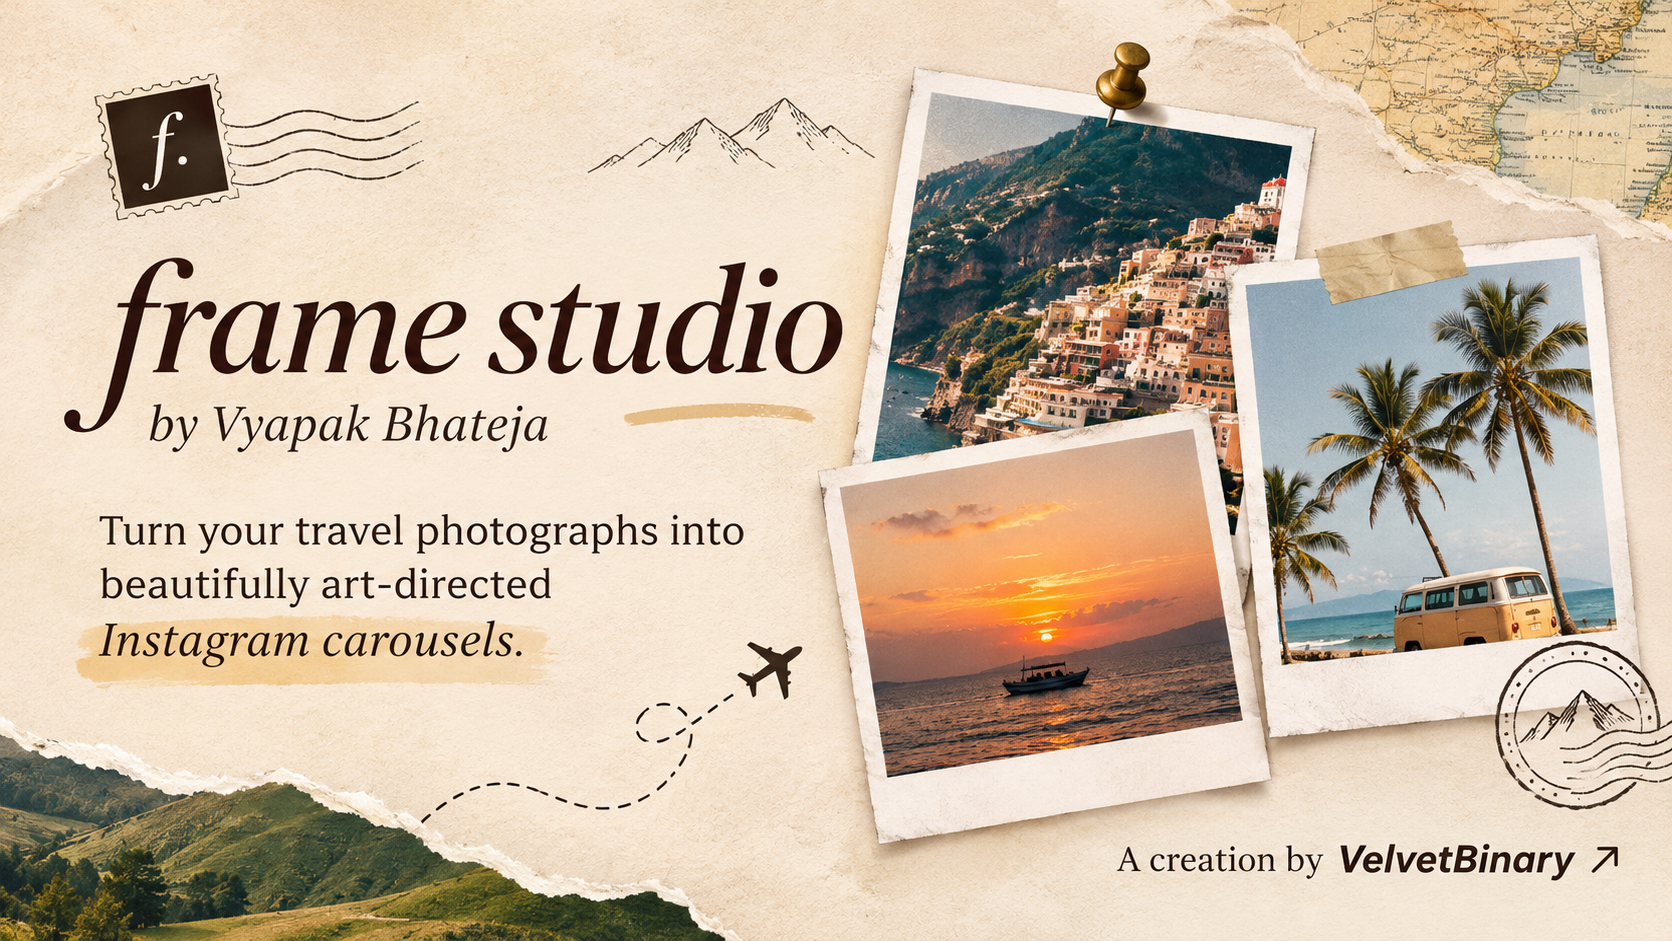 f.
frame studio
by Vyapak Bhateja
Turn your travel photographs into
beautifully art-directed
Instagram carousels.
A creation by VelvetBinary ↗